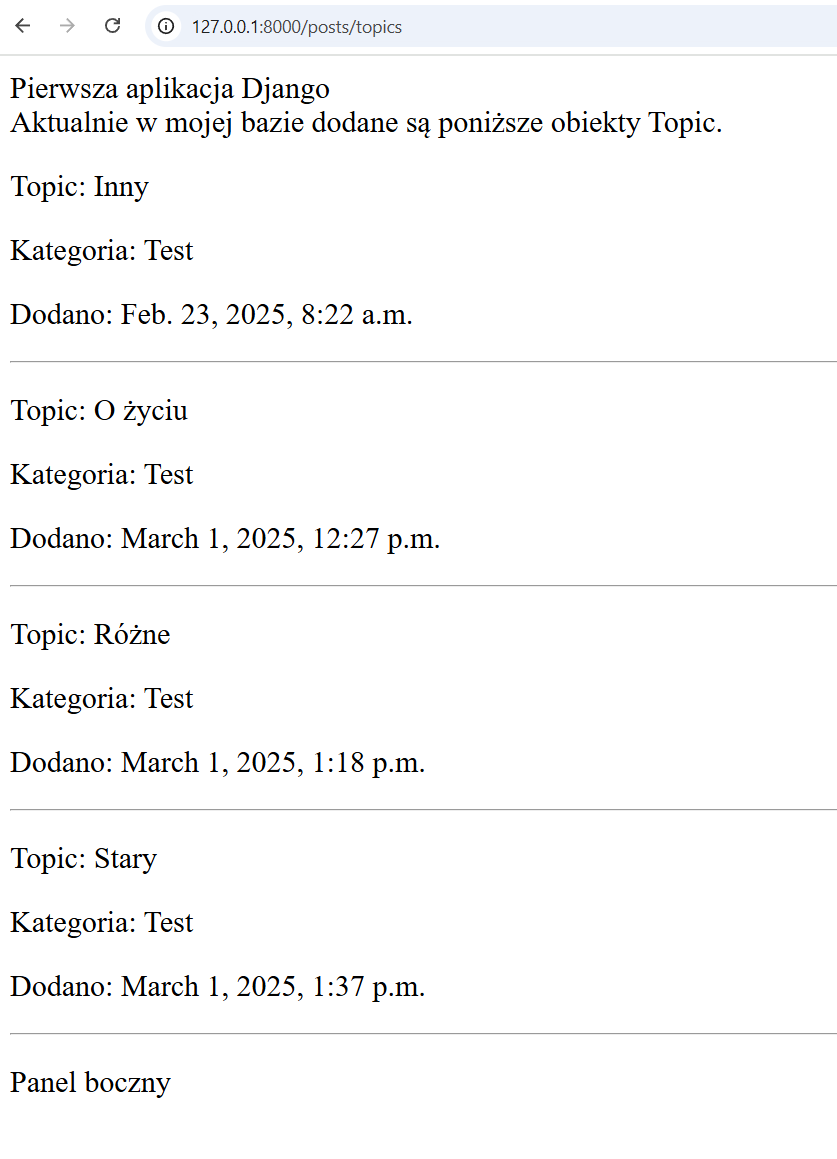 127.0.0.1:8000/posts/topics
Pierwsza aplikacja Django
Aktualnie w mojej bazie dodane są poniższe obiekty Topic.
Topic: Inny
Kategoria: Test
Dodano: Feb. 23, 2025, 8:22 a.m.
Topic: O życiu
Kategoria: Test
Dodano: March 1, 2025, 12:27 p.m.
Topic: Różne
Kategoria: Test
Dodano: March 1, 2025, 1:18 p.m.
Topic: Stary
Kategoria: Test
Dodano: March 1, 2025, 1:37 p.m.
Panel boczny